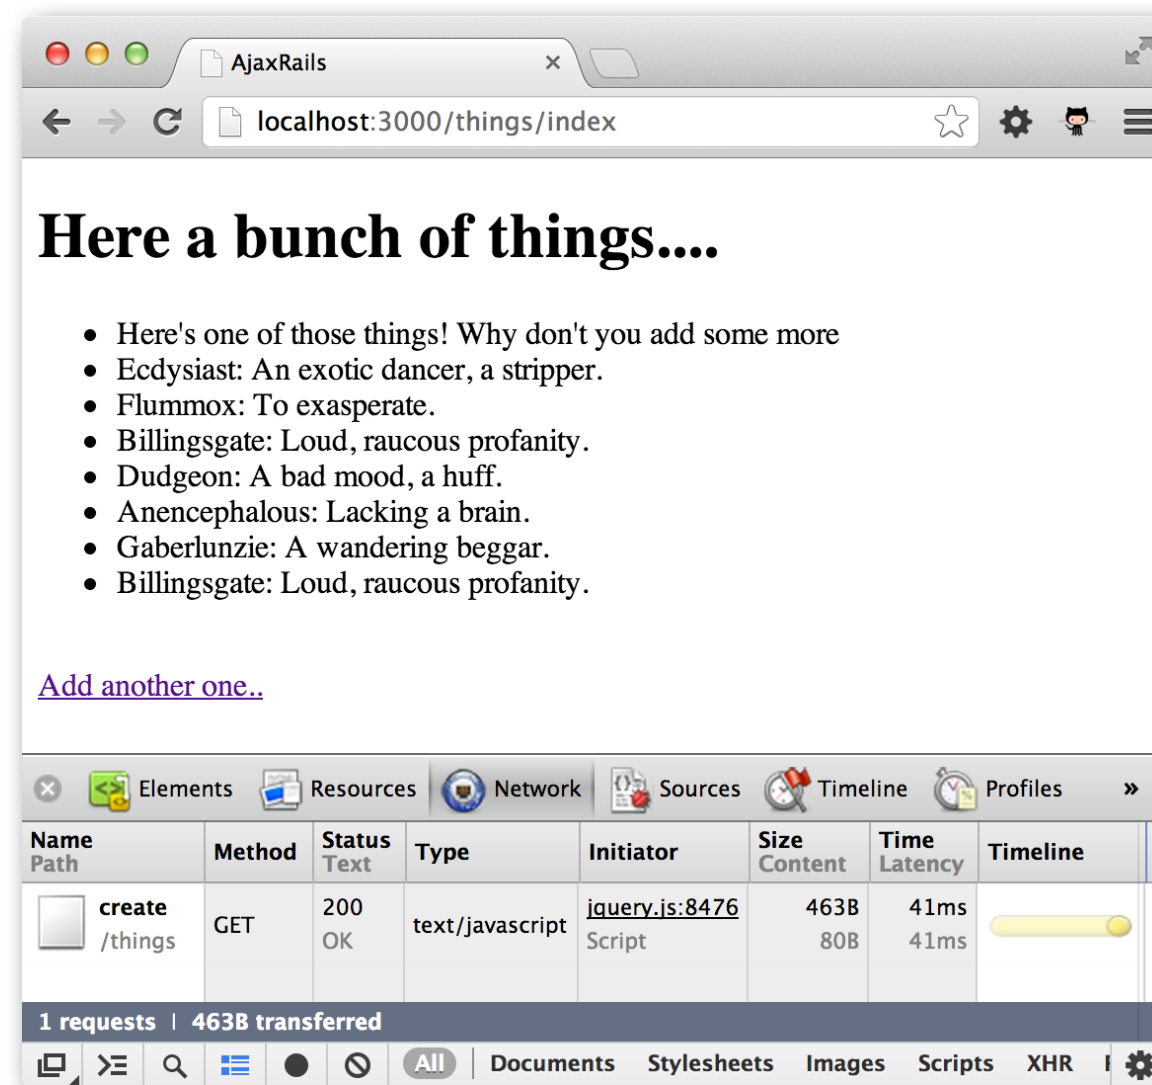 AjaxRails
localhost:3000/things/index
Here a bunch of things....
Here's one of those things! Why don't you add some more
Ecdysiast: An exotic dancer, a stripper.
Flummox: To exasperate.
Billingsgate: Loud, raucous profanity.
Dudgeon: A bad mood, a huff.
Anencephalous: Lacking a brain.
Gaberlunzie: A wandering beggar.
Billingsgate: Loud, raucous profanity.
Add another one..
Elements Resources Network Sources Timeline Profiles »
Name Method Status Type Initiator Size Time Timeline
Path Text Content Latency
create GET 200 text/javascript jquery.js:8476 463B 41ms
/things OK Script 80B 41ms
1 requests | 463B transferred
All | Documents Stylesheets Images Scripts XHR